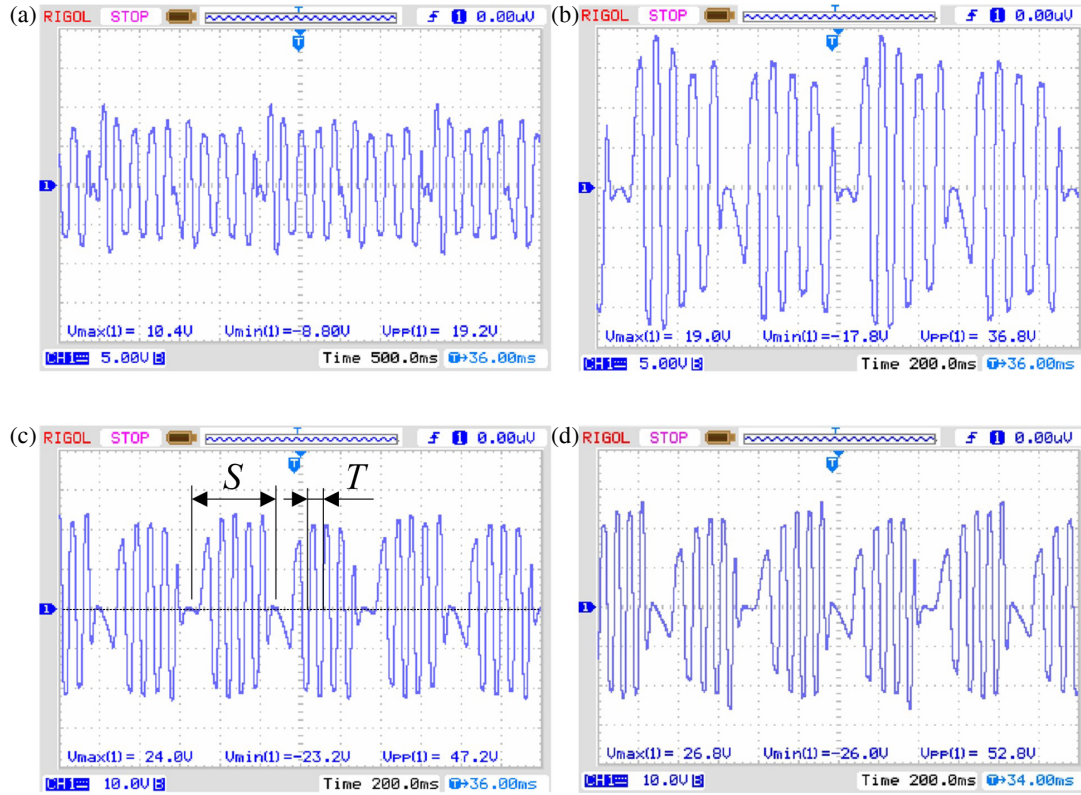 (a) RIGOL STOP T 1 0.00uV
T
1
Vmax(1)= 10.4V Vmin(1)=-8.80V Vpp(1)= 19.2V
CH1 5.00V B Time 500.0ms T→36.00ms
(b) RIGOL STOP T 1 0.00uV
T
1
Vmax(1)= 19.0V Vmin(1)=-17.8V Vpp(1)= 36.8V
CH1 5.00V B Time 200.0ms T→36.00ms
(c) RIGOL STOP T 1 0.00uV
T
S T
1
Vmax(1)= 24.0V Vmin(1)=-23.2V Vpp(1)= 47.2V
CH1 10.0V B Time 200.0ms T→36.00ms
(d) RIGOL STOP T 1 0.00uV
T
1
Vmax(1)= 26.8V Vmin(1)=-26.0V Vpp(1)= 52.8V
CH1 10.0V B Time 200.0ms T→34.00ms